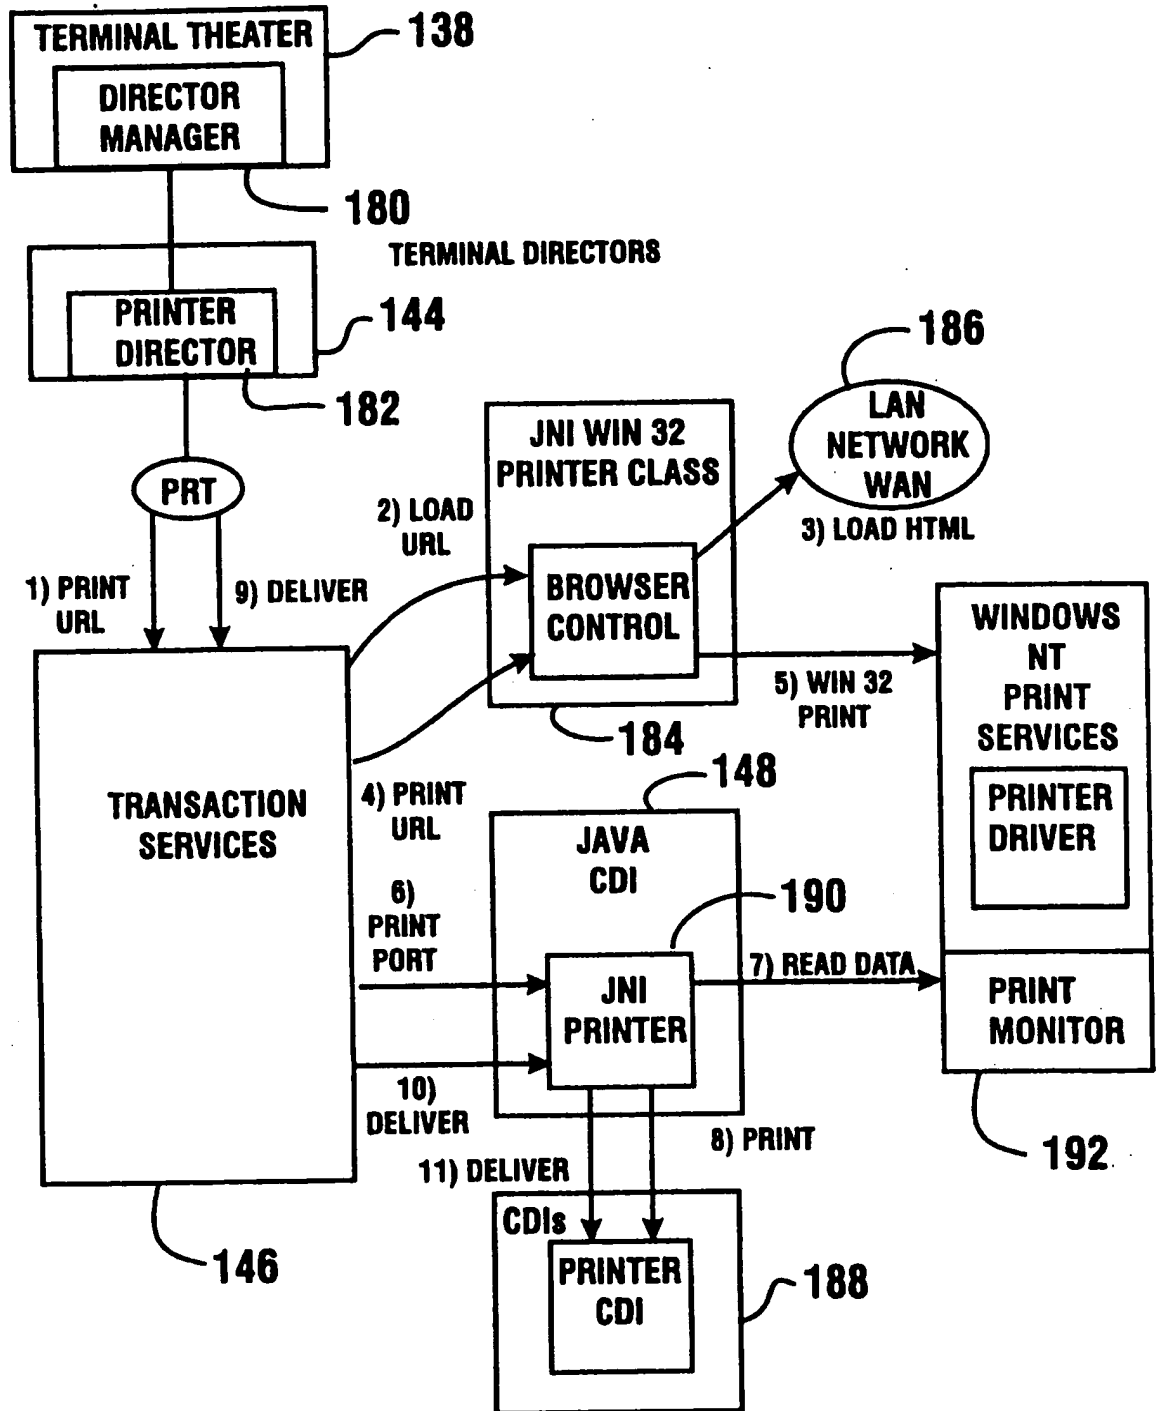 TERMINAL THEATER
138
DIRECTOR
MANAGER
180
TERMINAL DIRECTORS
PRINTER
DIRECTOR
144
182
PRT
1) PRINT
URL
9) DELIVER
2) LOAD
URL
JNI WIN 32
PRINTER CLASS
BROWSER
CONTROL
184
186
LAN
NETWORK
WAN
3) LOAD HTML
4) PRINT
URL
5) WIN 32
PRINT
WINDOWS
NT
PRINT
SERVICES
PRINTER
DRIVER
TRANSACTION
SERVICES
146
148
JAVA
CDI
190
6)
PRINT
PORT
JNI
PRINTER
7) READ DATA
PRINT
MONITOR
192
10)
DELIVER
8) PRINT
11) DELIVER
CDIs
PRINTER
CDI
188